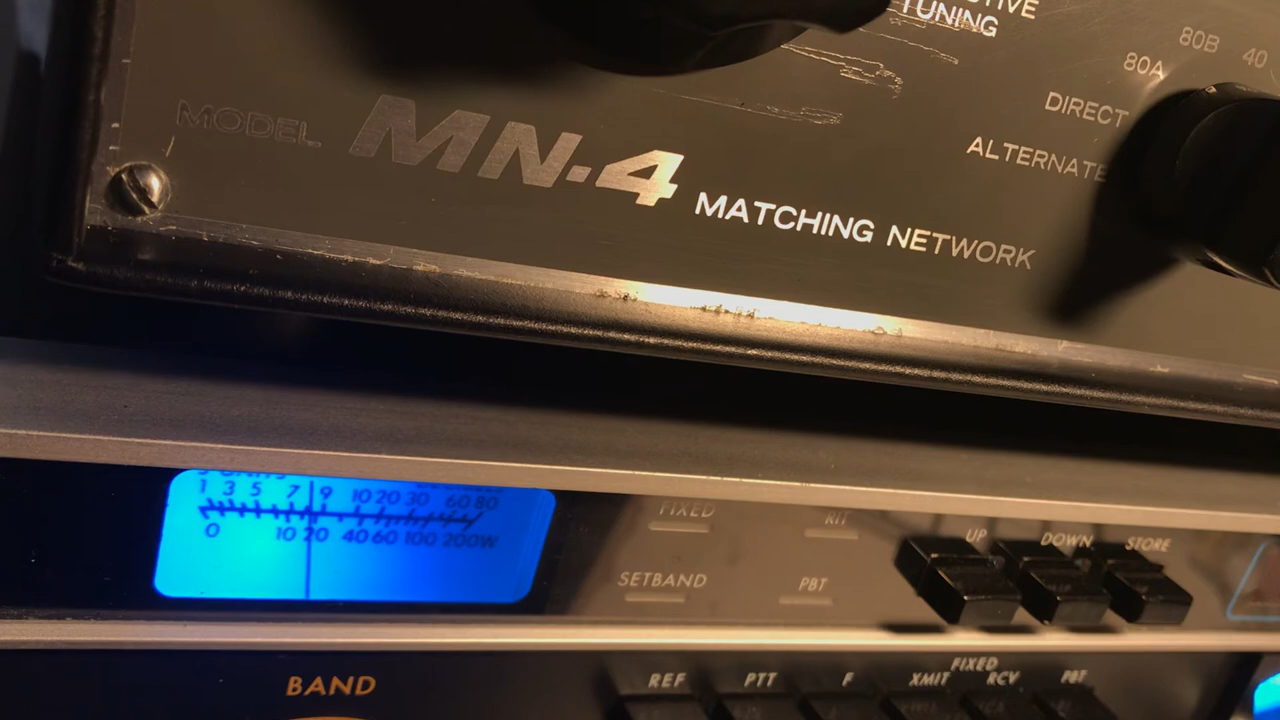 TUNING
80A 80B 40
DIRECT
ALTERNATE
MODEL MN-4 MATCHING NETWORK
1 3 5 7 9 10 20 30 60 80
0 10 20 40 60 100 200W
FIXED RIT
UP DOWN STORE
SETBAND PBT
BAND
FIXED
REF PTT F XMIT RCV PBT